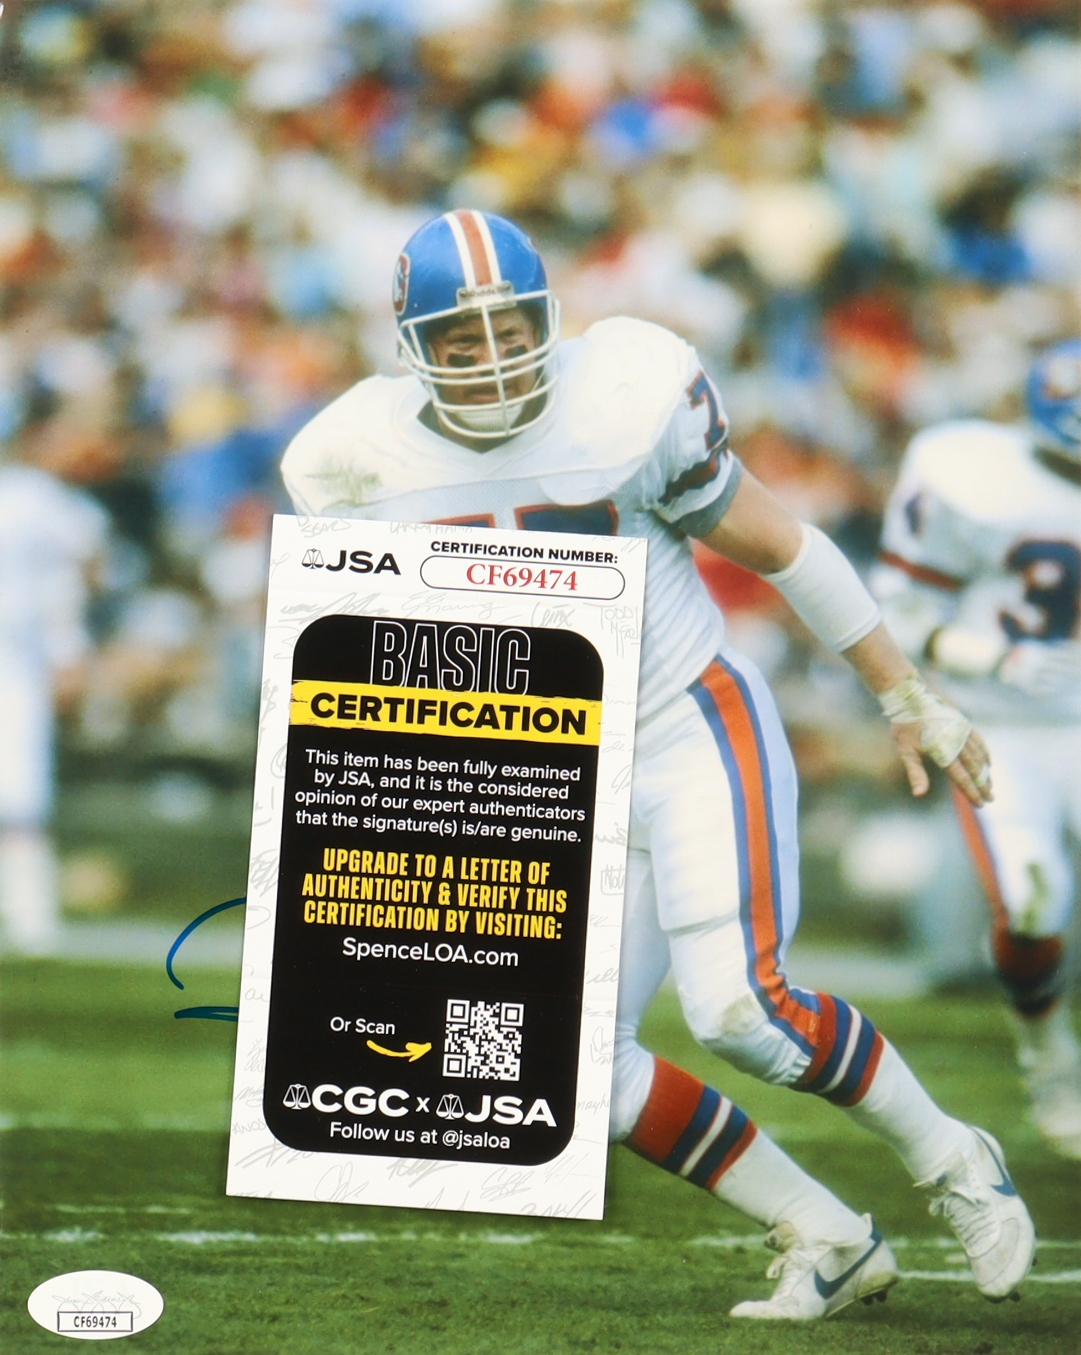 JSA
CERTIFICATION NUMBER:
CF69474
BASIC
CERTIFICATION
This item has been fully examined
by JSA, and it is the considered
opinion of our expert authenticators
that the signature(s) is/are genuine.
UPGRADE TO A LETTER OF
AUTHENTICITY & VERIFY THIS
CERTIFICATION BY VISITING:
SpenceLOA.com
Or Scan
CGC x JSA
Follow us at @jsaloa
CF69474